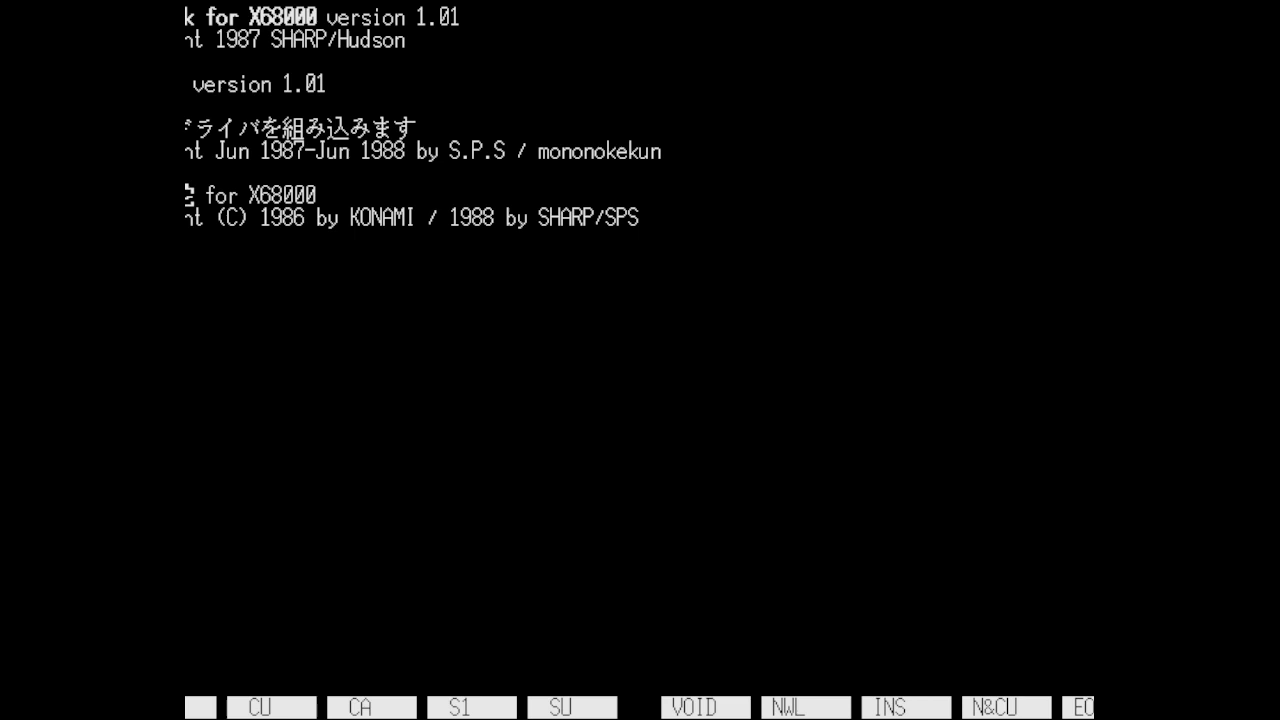 k for X68000 version 1.01
nt 1987 SHARP/Hudson
version 1.01
ドライバを組み込みます
nt Jun 1987-Jun 1988 by S.P.S / mononokekun
for X68000
nt (C) 1986 by KONAMI / 1988 by SHARP/SPS
CU CA S1 SU VOID NWL INS N&CU EO